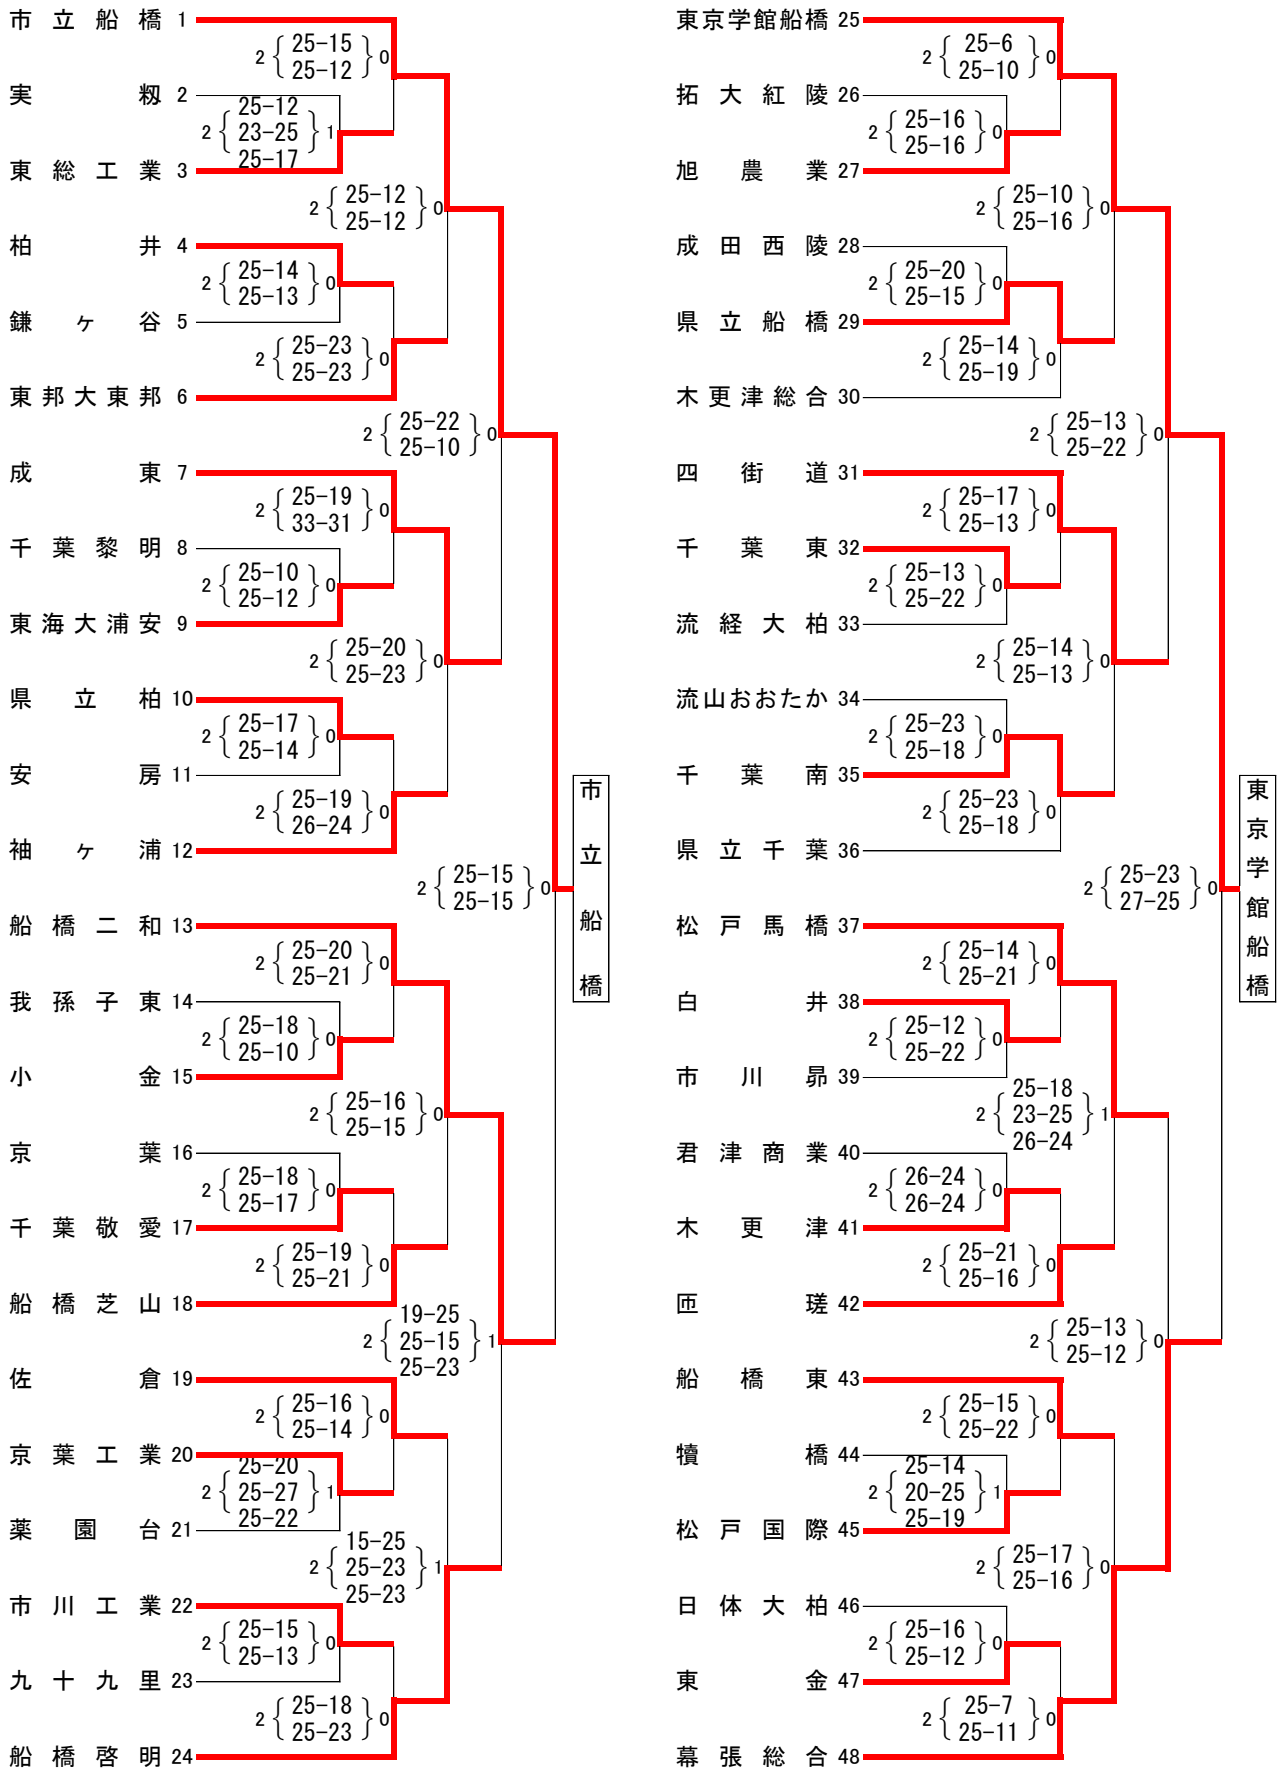 市立船橋 1
2 { 25-15 25-12 } 0
実籾 2
2 { 25-12 23-25 25-17 } 1
東総工業 3
2 { 25-12 25-12 } 0
柏井 4
2 { 25-14 25-13 } 0
鎌ヶ谷 5
2 { 25-23 25-23 } 0
東邦大東邦 6
2 { 25-22 25-10 } 0
成東 7
2 { 25-19 33-31 } 0
千葉黎明 8
2 { 25-10 25-12 } 0
東海大浦安 9
2 { 25-20 25-23 } 0
県立柏 10
2 { 25-17 25-14 } 0
安房 11
2 { 25-19 26-24 } 0
袖ヶ浦 12
2 { 25-15 25-15 } 0
市立船橋
船橋二和 13
2 { 25-20 25-21 } 0
我孫子東 14
2 { 25-18 25-10 } 0
小金 15
2 { 25-16 25-15 } 0
京葉 16
2 { 25-18 25-17 } 0
千葉敬愛 17
2 { 25-19 25-21 } 0
船橋芝山 18
2 { 19-25 25-15 25-23 } 1
佐倉 19
2 { 25-16 25-14 } 0
京葉工業 20
2 { 25-20 25-27 25-22 } 1
薬園台 21
2 { 15-25 25-23 25-23 } 1
市川工業 22
2 { 25-15 25-13 } 0
九十九里 23
2 { 25-18 25-23 } 0
船橋啓明 24
東京学館船橋 25
2 { 25-6 25-10 } 0
拓大紅陵 26
2 { 25-16 25-16 } 0
旭農業 27
2 { 25-10 25-16 } 0
成田西陵 28
2 { 25-20 25-15 } 0
県立船橋 29
2 { 25-14 25-19 } 0
木更津総合 30
2 { 25-13 25-22 } 0
四街道 31
2 { 25-17 25-13 } 0
千葉東 32
2 { 25-13 25-22 } 0
流経大柏 33
2 { 25-14 25-13 } 0
流山おおたか 34
2 { 25-23 25-18 } 0
千葉南 35
2 { 25-23 25-18 } 0
県立千葉 36
2 { 25-23 27-25 } 0
東京学館船橋
松戸馬橋 37
2 { 25-14 25-21 } 0
白井 38
2 { 25-12 25-22 } 0
市川昴 39
2 { 25-18 23-25 26-24 } 1
君津商業 40
2 { 26-24 26-24 } 0
木更津 41
2 { 25-21 25-16 } 0
匝瑳 42
2 { 25-13 25-12 } 0
船橋東 43
2 { 25-15 25-22 } 0
犢橋 44
2 { 25-14 20-25 25-19 } 1
松戸国際 45
2 { 25-17 25-16 } 0
日体大柏 46
2 { 25-16 25-12 } 0
東金 47
2 { 25-7 25-11 } 0
幕張総合 48